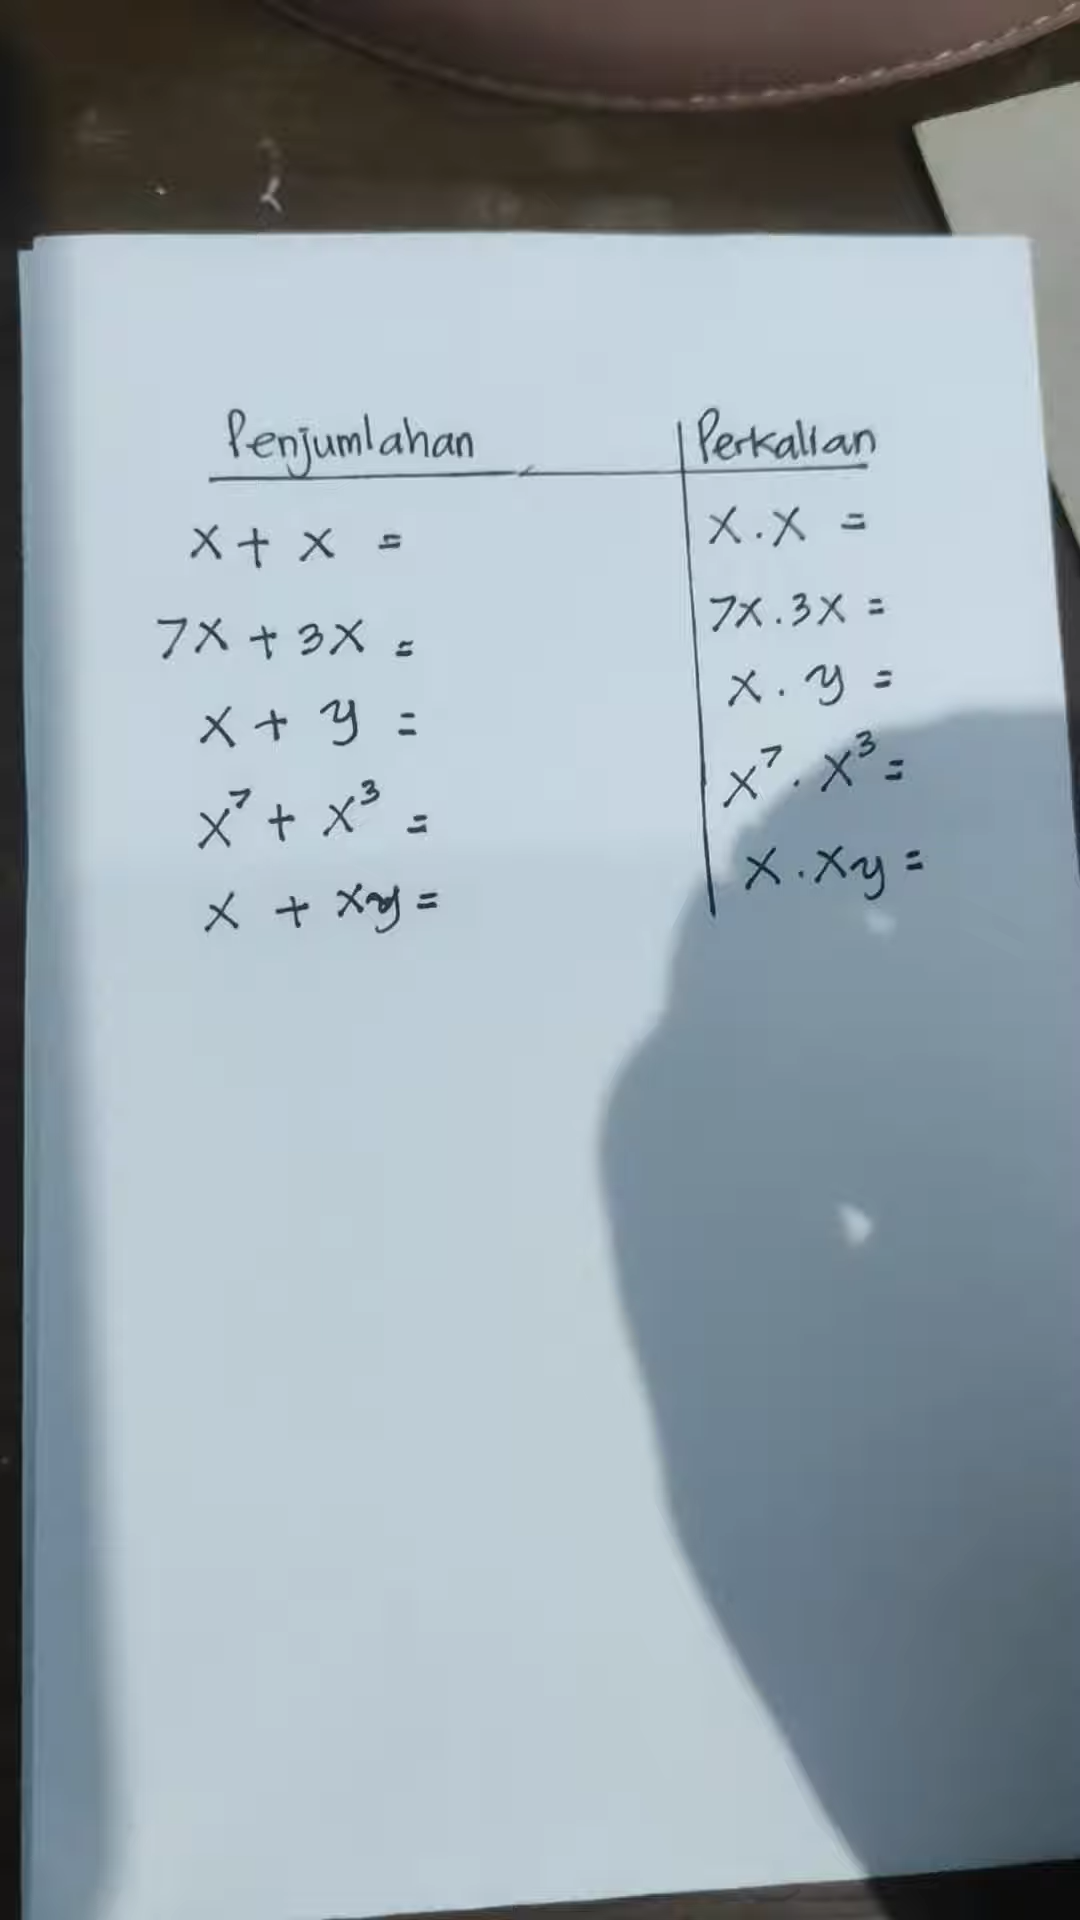 Penjumlahan | Perkalian
x + x = | x . x =
7x + 3x = | 7x . 3x =
x + y = | x . y =
x⁷ + x³ = | x⁷ . x³ =
x + xy = | x . xy =